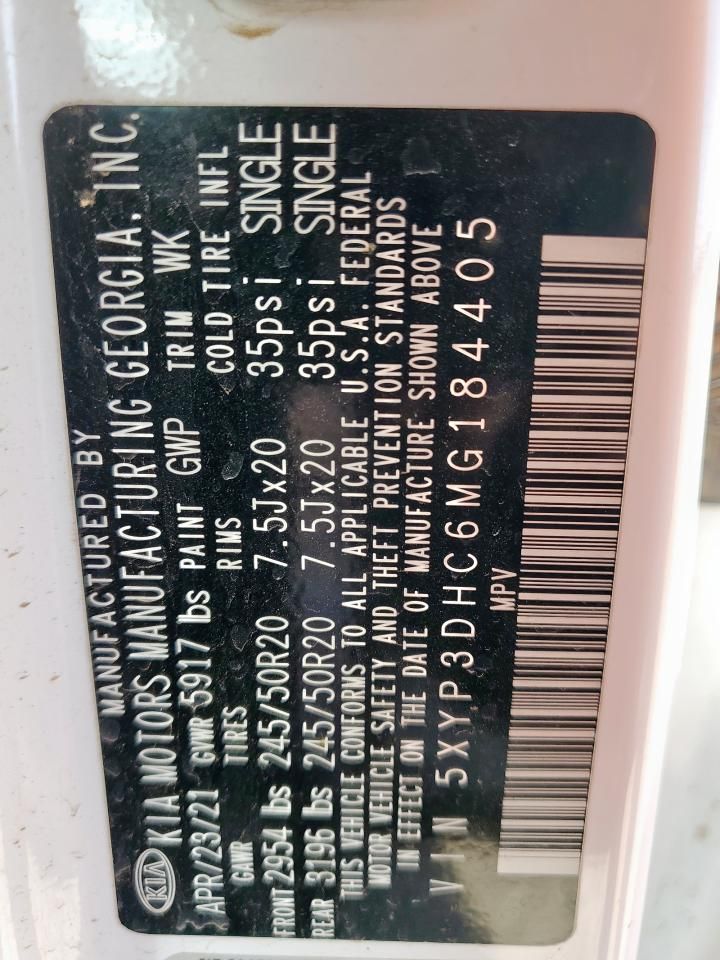 MANUFACTURED BY
KIA KIA MOTORS MANUFACTURING GEORGIA, INC.
APR/23/21 GVWR 5917 lbs PAINT GWP TRIM WK
GAWR TIRES RIMS COLD TIRE INFL
FRONT 2954 lbs 245/50R20 7.5Jx20 35psi SINGLE
REAR 3196 lbs 245/50R20 7.5Jx20 35psi SINGLE
THIS VEHICLE CONFORMS TO ALL APPLICABLE U.S.A. FEDERAL
MOTOR VEHICLE SAFETY AND THEFT PREVENTION STANDARDS
IN EFFECT ON THE DATE OF MANUFACTURE SHOWN ABOVE
VIN 5XYP3DHC6MG184405
MPV